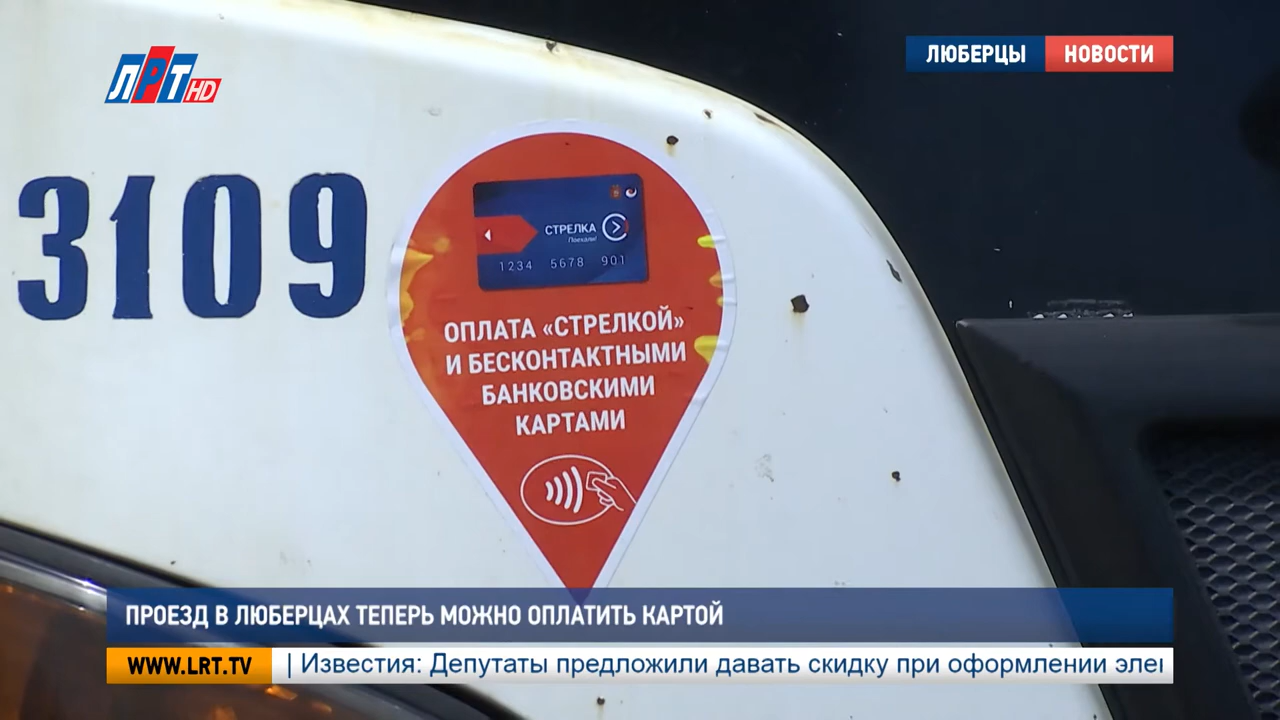 ЛРТ HD
ЛЮБЕРЦЫ НОВОСТИ
3109
СТРЕЛКА
Поехали!
1234 5678 901
ОПЛАТА «СТРЕЛКОЙ»
И БЕСКОНТАКТНЫМИ
БАНКОВСКИМИ
КАРТАМИ
ПРОЕЗД В ЛЮБЕРЦАХ ТЕПЕРЬ МОЖНО ОПЛАТИТЬ КАРТОЙ
WWW.LRT.TV | Известия: Депутаты предложили давать скидку при оформлении